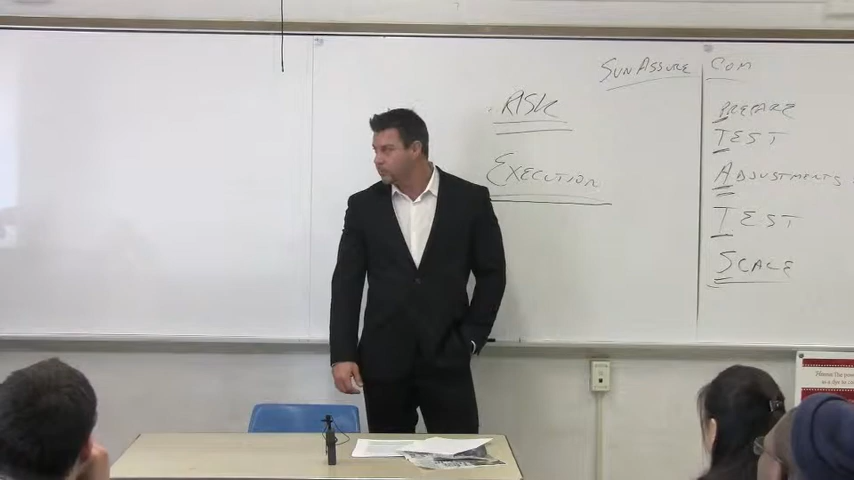 SUNASSURE COM
RISK
EXECUTION
PREPARE
TEST
ADJUSTMENTS
TEST
SCALE